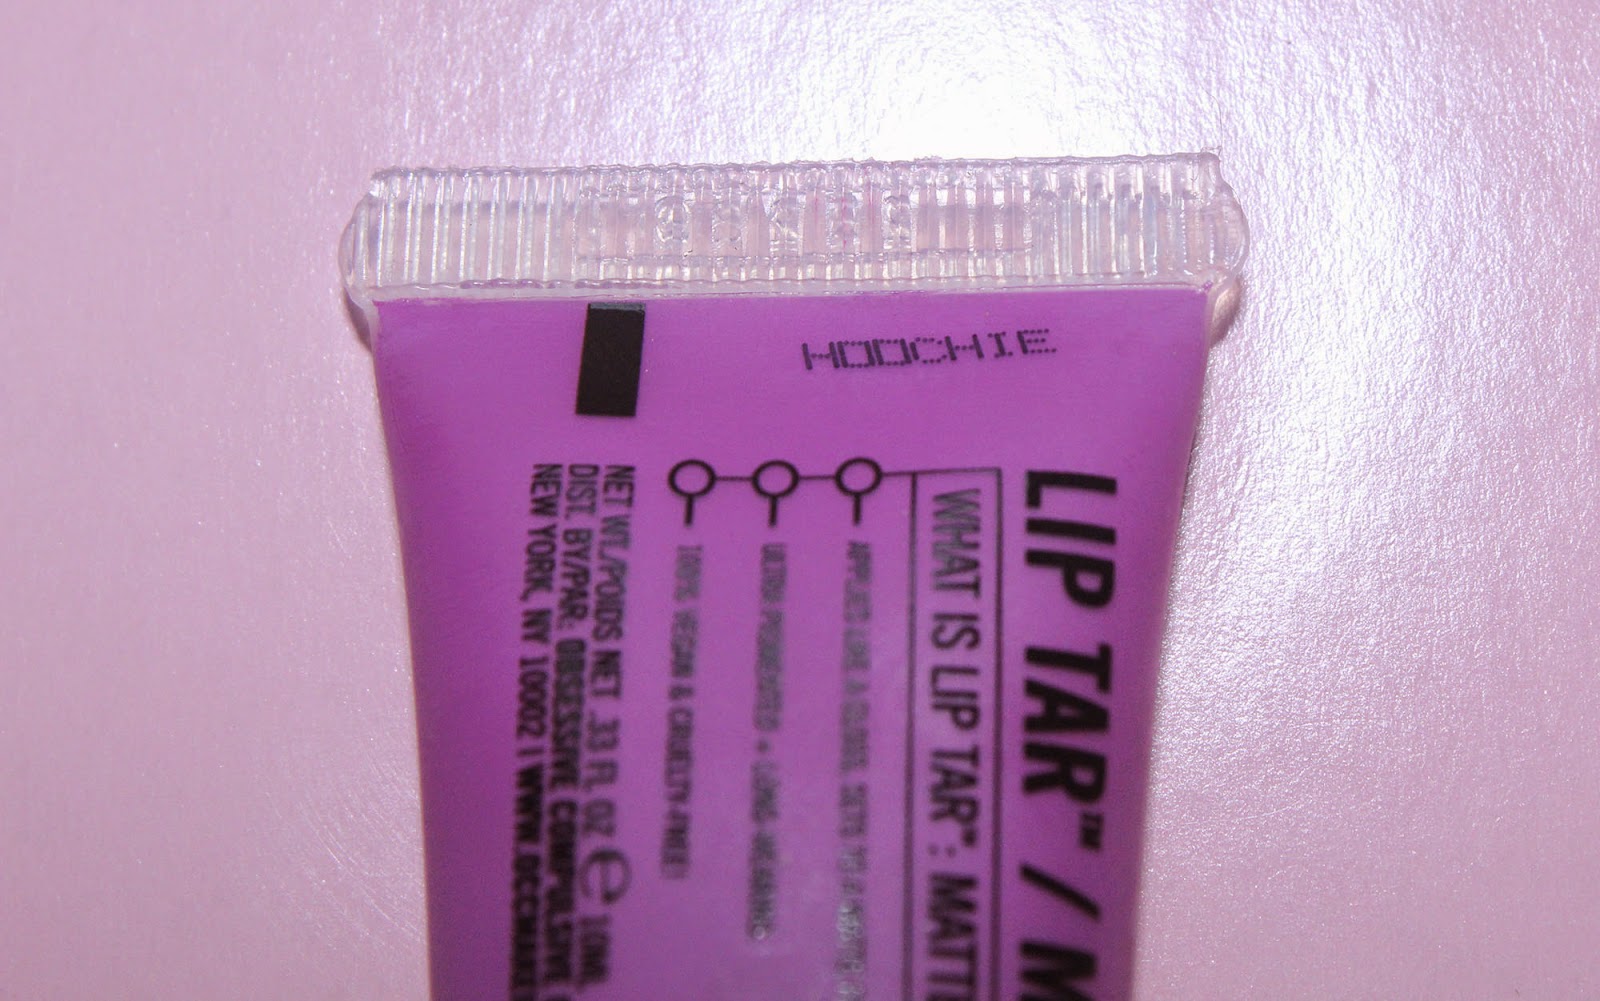 HOOCHIE
LIP TAR™ /
WHAT IS LIP TAR™: MATTE
APPLIES LIKE A GLOSS, SETS TO A
ULTRA PIGMENTED + LONG-WEARING
100% VEGAN & CRUELTY-FREE!
NET WT./POIDS NET .33 FL OZ ℮ 10ML
DIST. BY/PAR: OBSESSIVE COMPULSIVE
NEW YORK, NY 10002 | WWW.OCCMAKE